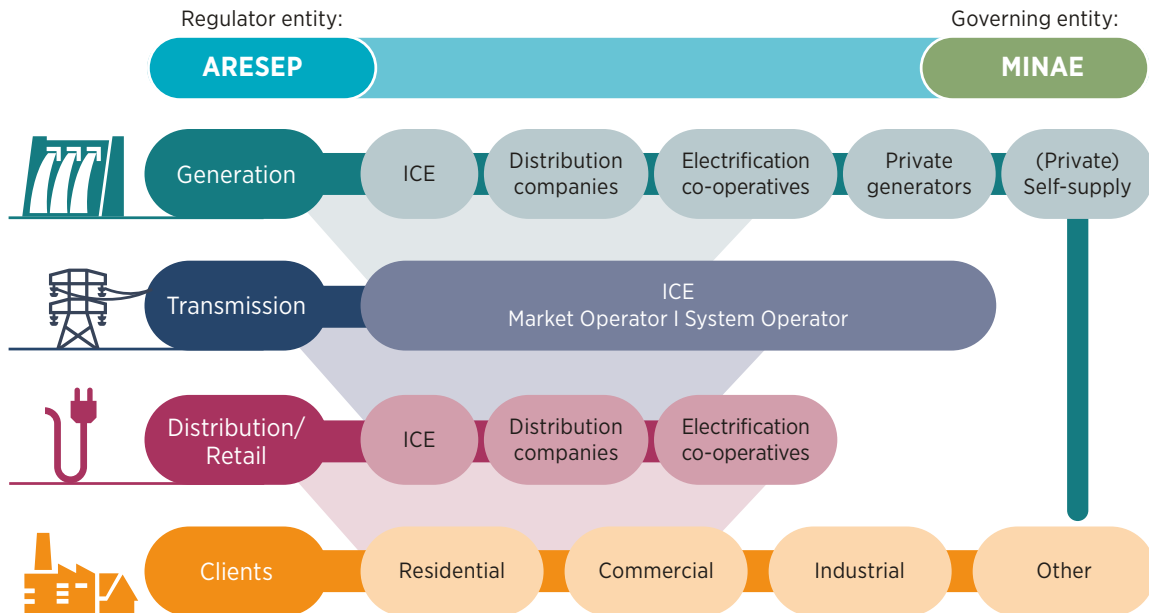 Regulator entity:
Governing entity:
ARESEP
MINAE
Generation
ICE
Distribution
companies
Electrification
co-operatives
Private
generators
(Private)
Self-supply
Transmission
ICE
Market Operator I System Operator
Distribution/
Retail
ICE
Distribution
companies
Electrification
co-operatives
Clients
Residential
Commercial
Industrial
Other